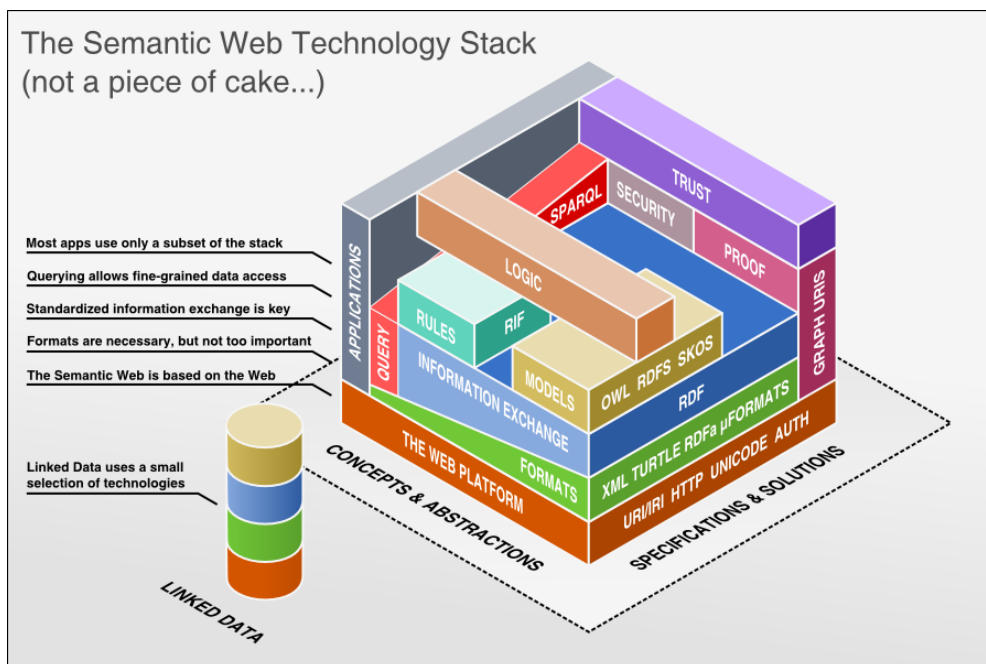 The Semantic Web Technology Stack
(not a piece of cake...)
Most apps use only a subset of the stack
Querying allows fine-grained data access
Standardized information exchange is key
Formats are necessary, but not too important
The Semantic Web is based on the Web
Linked Data uses a small
selection of technologies
LINKED DATA
APPLICATIONS
QUERY
RULES
RIF
LOGIC
SPARQL
SECURITY
TRUST
PROOF
GRAPH URIS
MODELS
OWL RDFS SKOS
INFORMATION EXCHANGE
RDF
FORMATS
XML TURTLE RDFa µFORMATS
THE WEB PLATFORM
URI/IRI HTTP UNICODE AUTH
CONCEPTS & ABSTRACTIONS
SPECIFICATIONS & SOLUTIONS